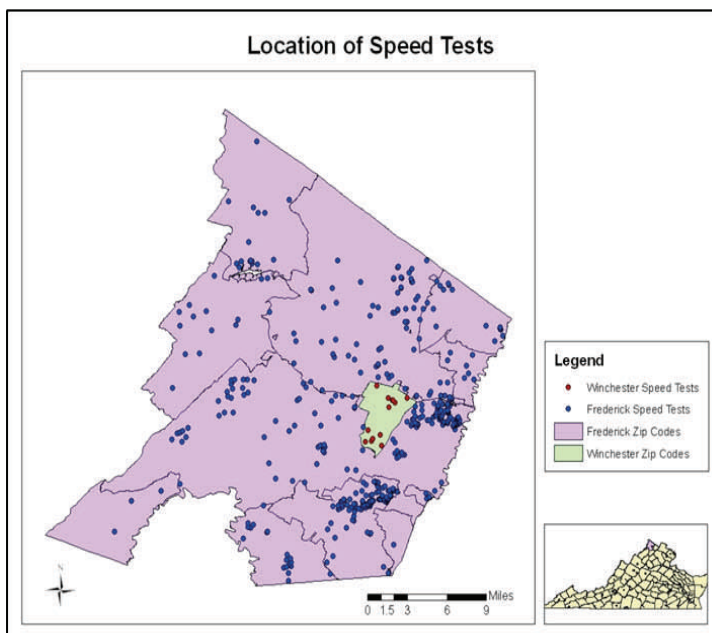 Location of Speed Tests
Legend
Winchester Speed Tests
Frederick Speed Tests
Frederick Zip Codes
Winchester Zip Codes
N
Miles
0 1.5 3 6 9